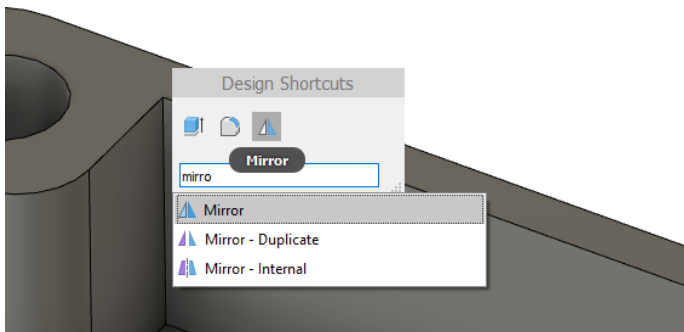 Design Shortcuts
Mirror
mirro
Mirror
Mirror - Duplicate
Mirror - Internal